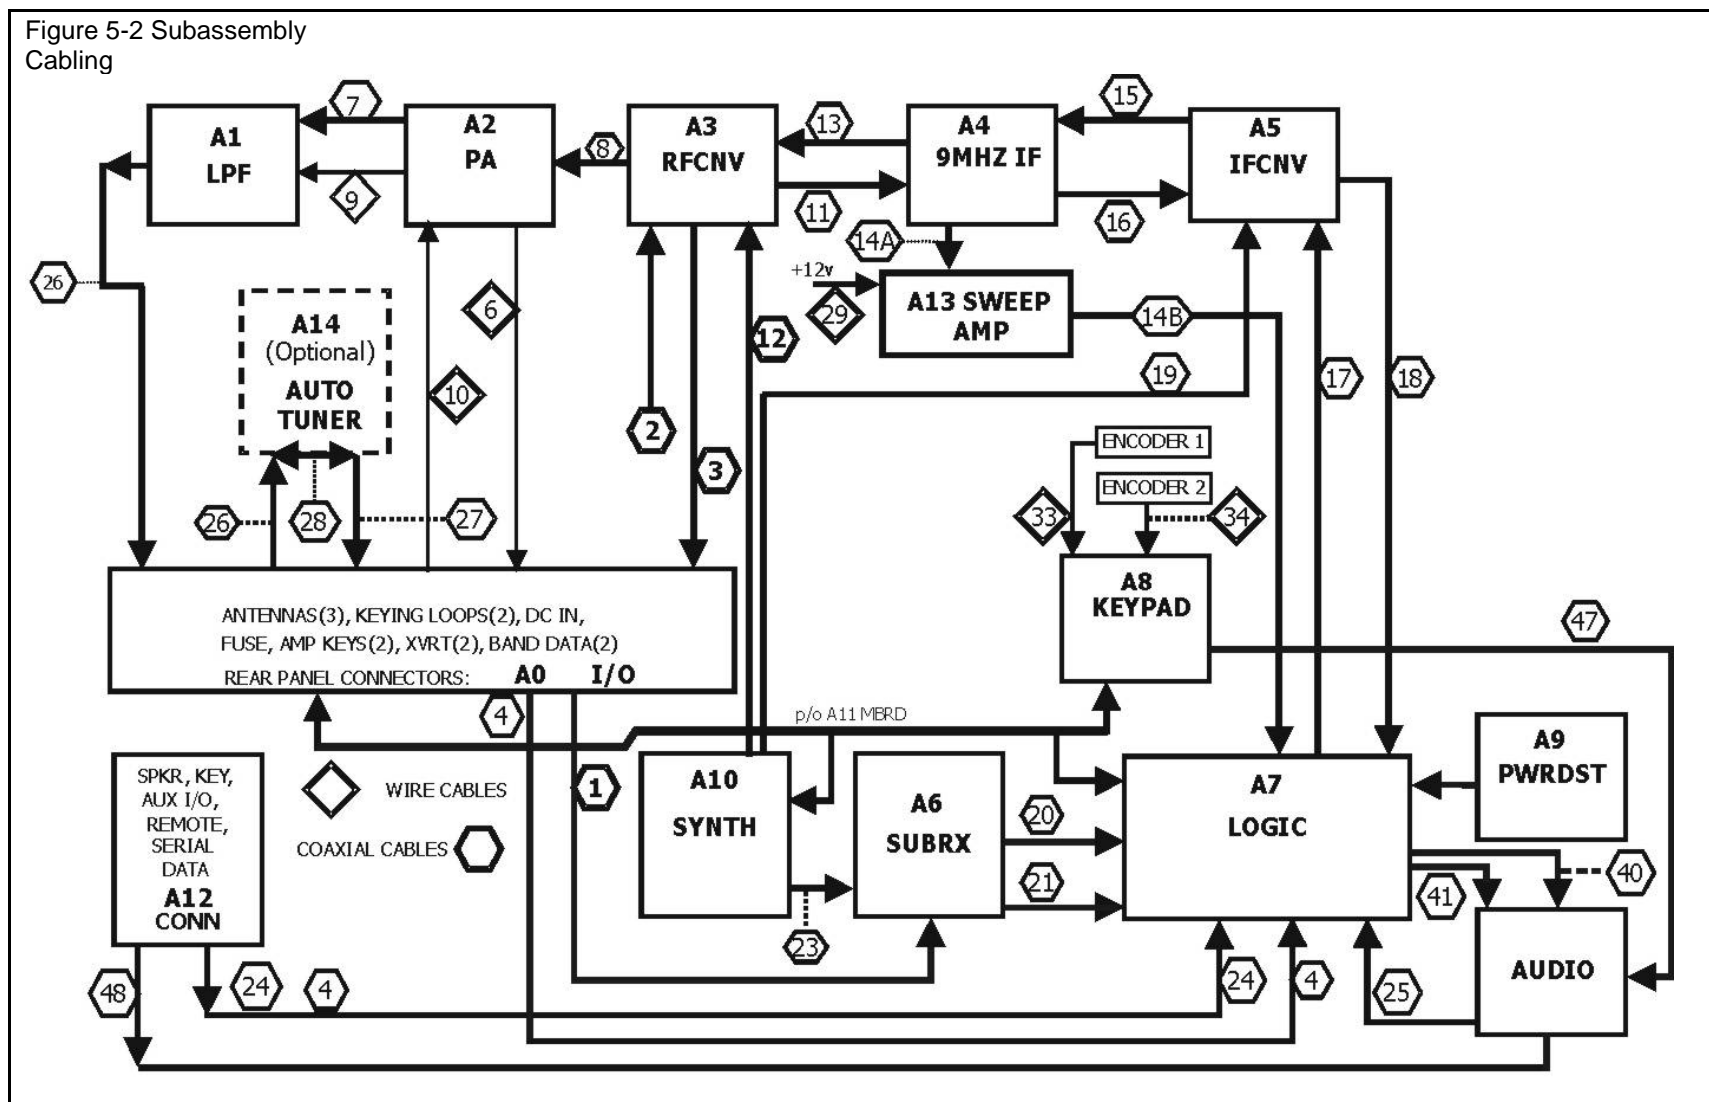 Figure 5-2 Subassembly
Cabling
7
A1
LPF
9
A2
PA
8
A3
RFCNV
13
11
A4
9MHZ IF
15
16
A5
IFCNV
14A
+12v
29
A13 SWEEP
AMP
14B
26
A14
(Optional)
AUTO
TUNER
6
10
12
19
17
18
2
3
26
28
27
ENCODER 1
ENCODER 2
33
34
A8
KEYPAD
47
ANTENNAS(3), KEYING LOOPS(2), DC IN,
FUSE, AMP KEYS(2), XVRT(2), BAND DATA(2)
REAR PANEL CONNECTORS: A0 I/O
4
p/o A11 MBRD
SPKR, KEY,
AUX I/O,
REMOTE,
SERIAL
DATA
A12
CONN
WIRE CABLES
COAXIAL CABLES
1
A10
SYNTH
A6
SUBRX
20
21
23
A7
LOGIC
A9
PWRDST
41
40
AUDIO
48
24
4
24
4
25